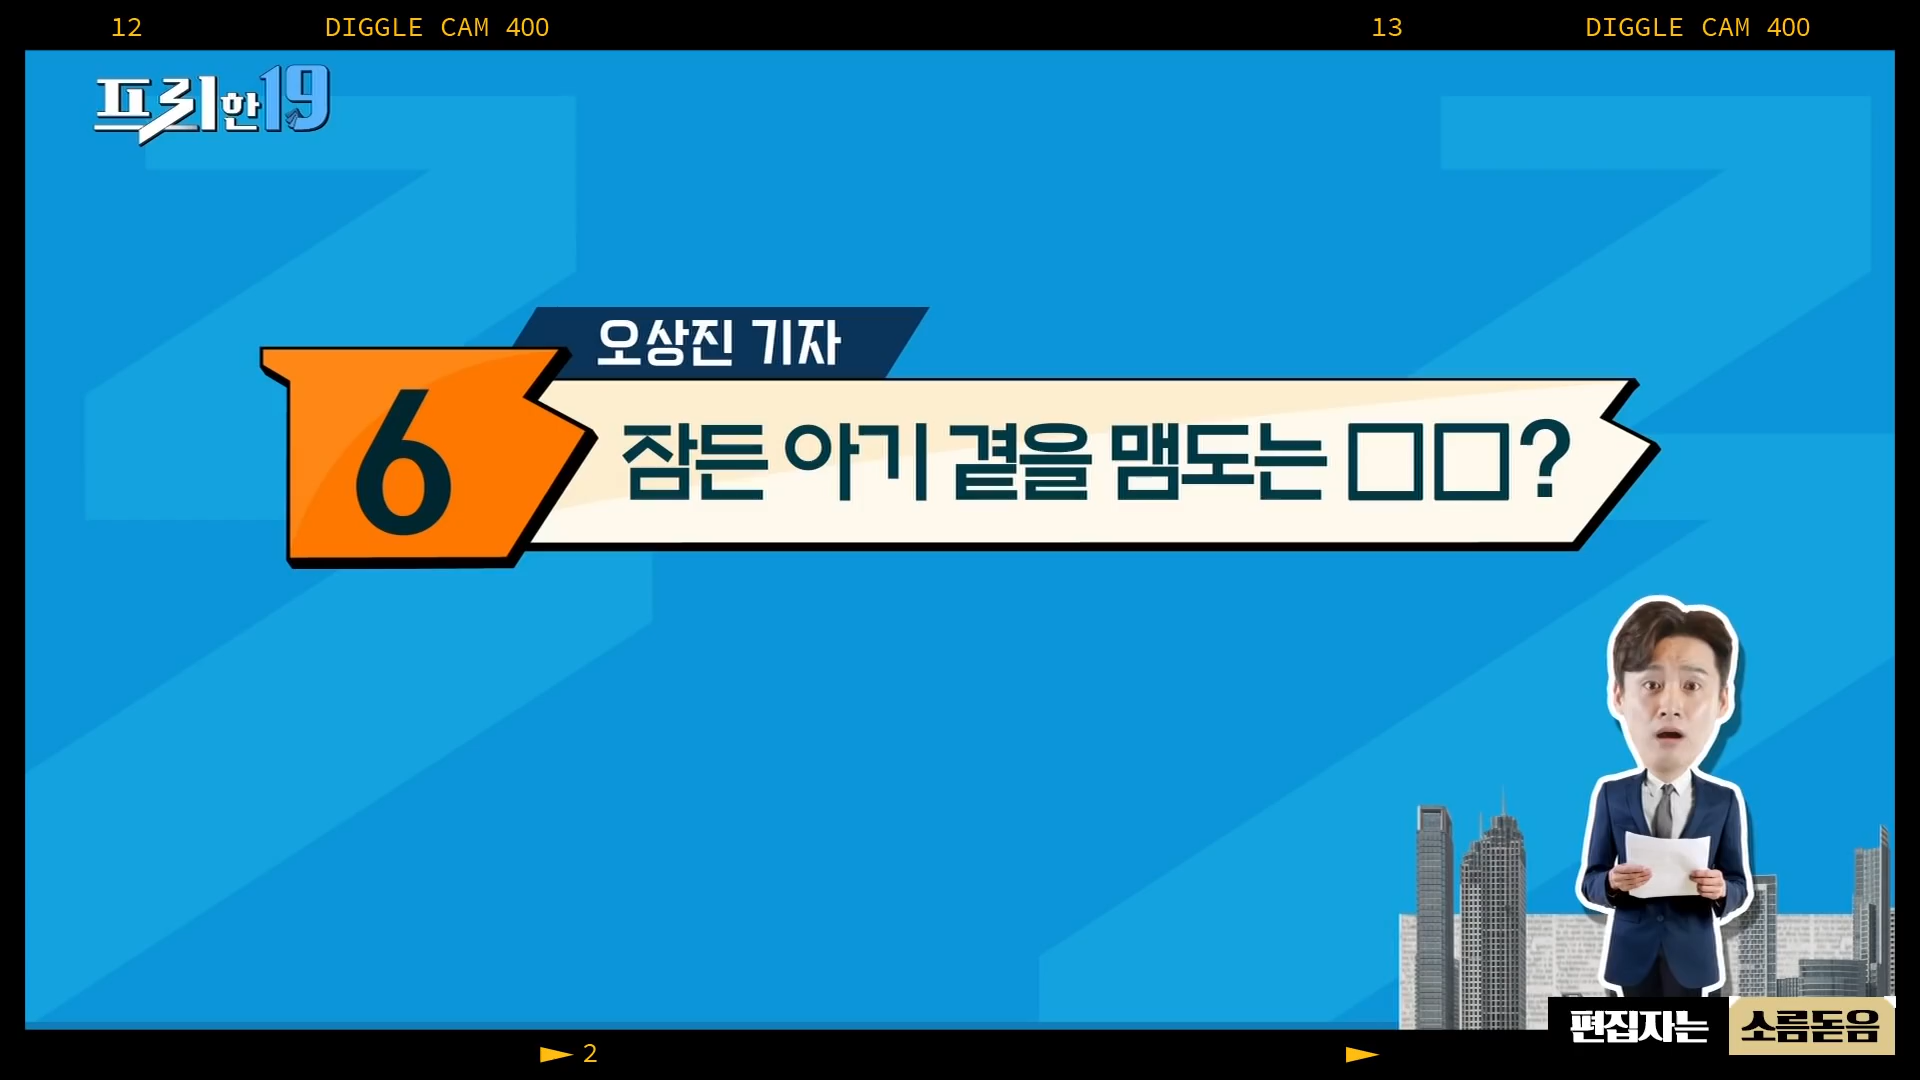 12 DIGGLE CAM 400 13 DIGGLE CAM 400
프리한19
오상진 기자
6 잠든 아기 곁을 맴도는 □□?
편집자는 소름돋음
2